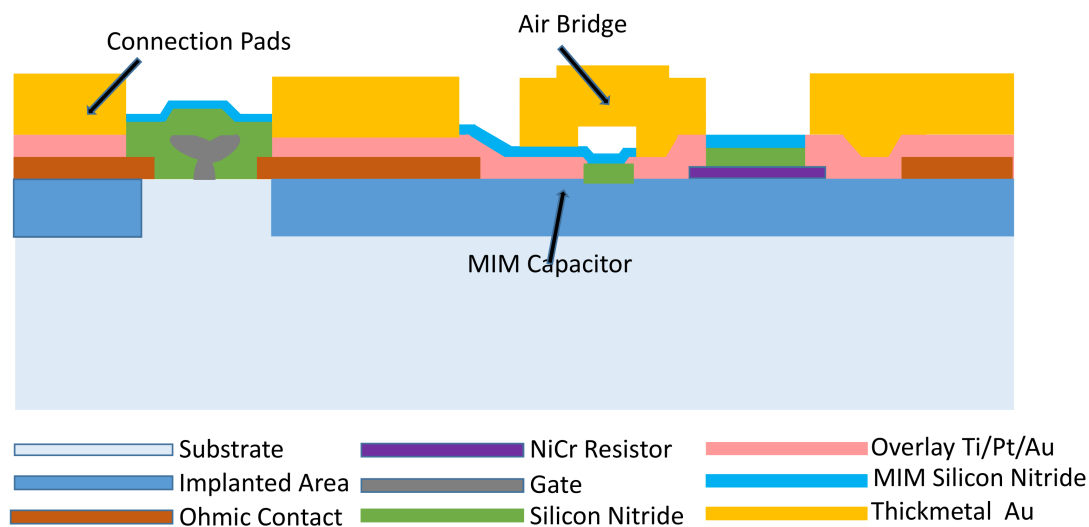 Air Bridge
Connection Pads
MIM Capacitor
Substrate
NiCr Resistor
Overlay Ti/Pt/Au
Implanted Area
Gate
MIM Silicon Nitride
Ohmic Contact
Silicon Nitride
Thickmetal Au